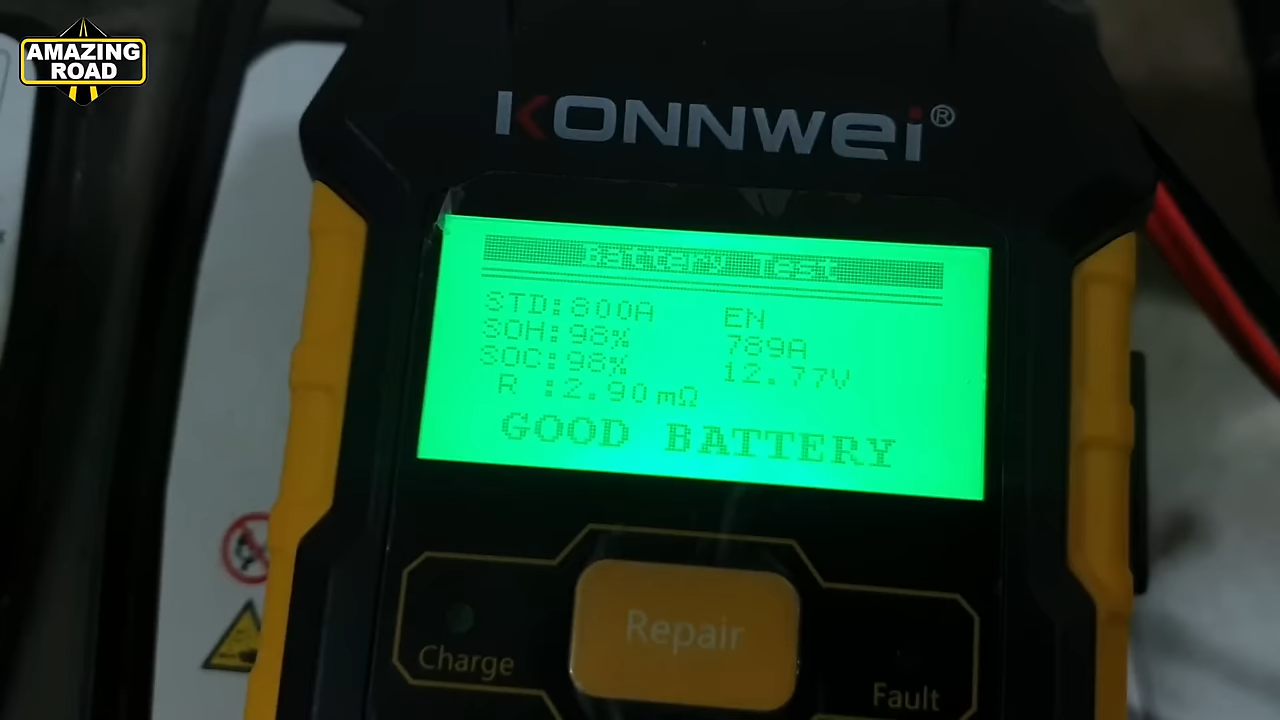 AMAZING
ROAD
KONNWEI®
Battery Test
STD:800A EN
SOH:98% 789A
SOC:98% 12.77V
R :2.90mΩ
GOOD BATTERY
Repair
Charge
Fault